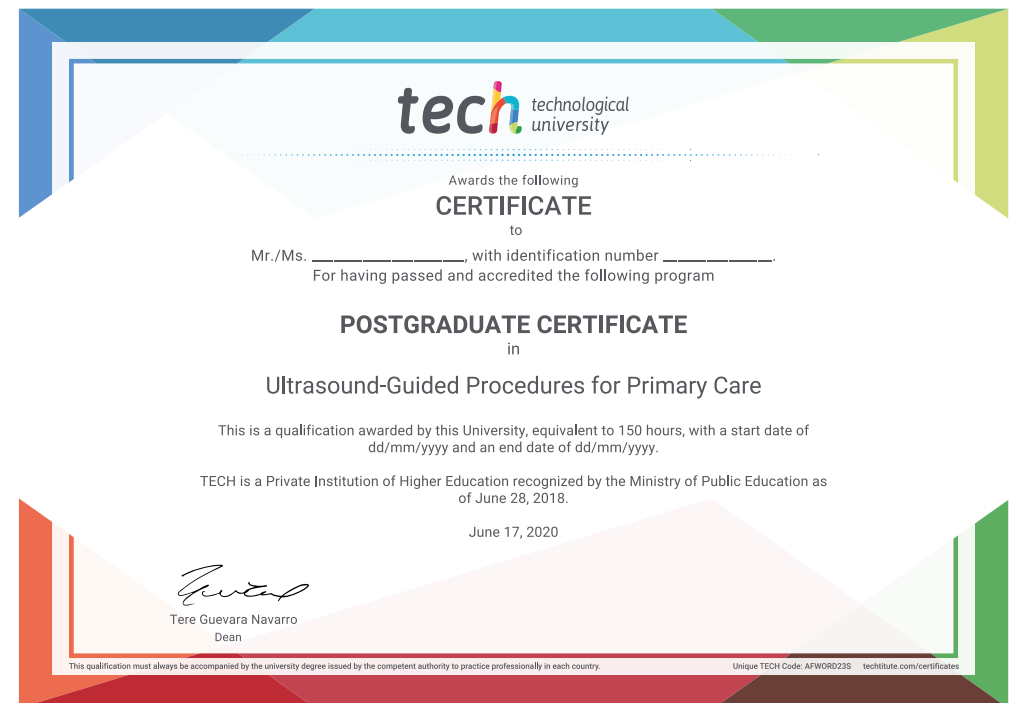 tech technological
university
Awards the following
CERTIFICATE
to
Mr./Ms. _________________, with identification number ____________.
For having passed and accredited the following program
POSTGRADUATE CERTIFICATE
in
Ultrasound-Guided Procedures for Primary Care
This is a qualification awarded by this University, equivalent to 150 hours, with a start date of
dd/mm/yyyy and an end date of dd/mm/yyyy.
TECH is a Private Institution of Higher Education recognized by the Ministry of Public Education as
of June 28, 2018.
June 17, 2020
Tere Guevara Navarro
Dean
This qualification must always be accompanied by the university degree issued by the competent authority to practice professionally in each country.
Unique TECH Code: AFWORD23S techtitute.com/certificates